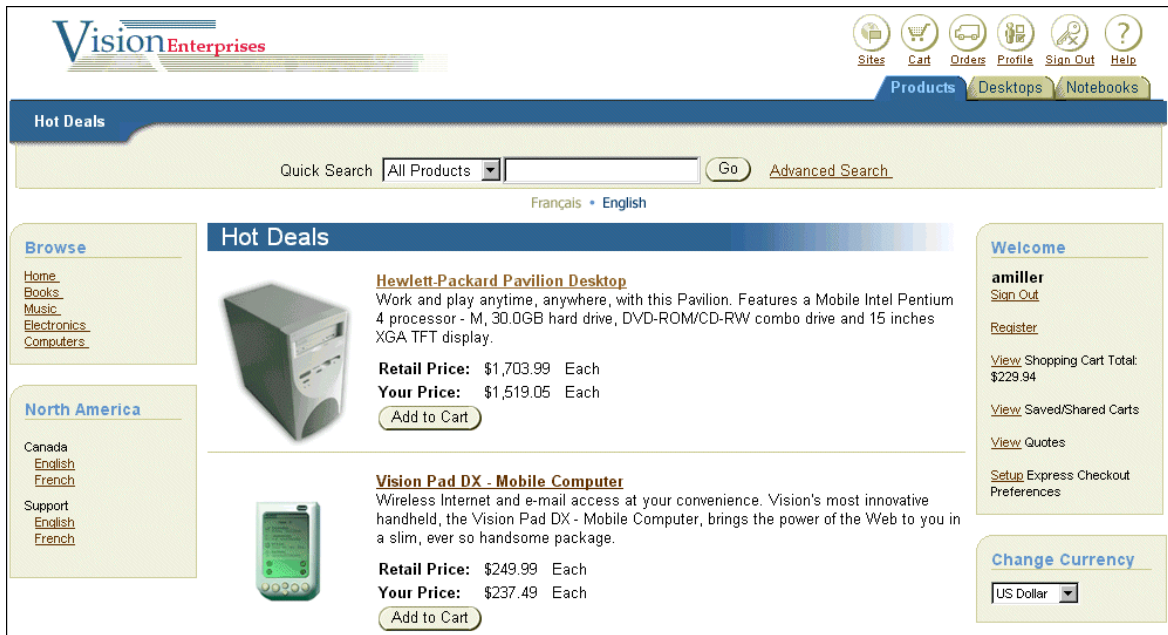 Vision Enterprises
Sites Cart Orders Profile Sign Out Help
Products Desktops Notebooks
Hot Deals
Quick Search All Products Go Advanced Search
Français • English
Browse
Home
Books
Music
Electronics
Computers
North America
Canada
English
French
Support
English
French
Hot Deals
Hewlett-Packard Pavilion Desktop
Work and play anytime, anywhere, with this Pavilion. Features a Mobile Intel Pentium
4 processor - M, 30.0GB hard drive, DVD-ROM/CD-RW combo drive and 15 inches
XGA TFT display.
Retail Price: $1,703.99 Each
Your Price: $1,519.05 Each
Add to Cart
Vision Pad DX - Mobile Computer
Wireless Internet and e-mail access at your convenience. Vision's most innovative
handheld, the Vision Pad DX - Mobile Computer, brings the power of the Web to you in
a slim, ever so handsome package.
Retail Price: $249.99 Each
Your Price: $237.49 Each
Add to Cart
Welcome
amiller
Sign Out
Register
View Shopping Cart Total:
$229.94
View Saved/Shared Carts
View Quotes
Setup Express Checkout
Preferences
Change Currency
US Dollar